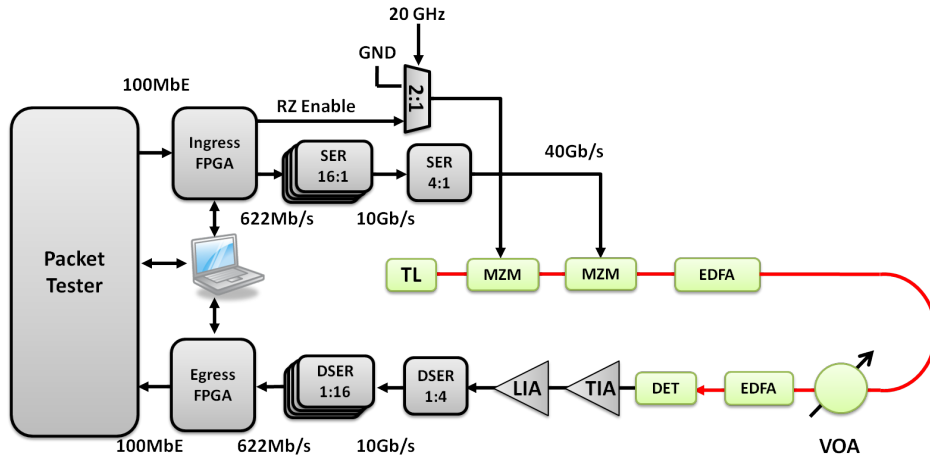 20 GHz
GND
2:1
100MbE
RZ Enable
Ingress
FPGA
SER
16:1
SER
4:1
40Gb/s
622Mb/s
10Gb/s
Packet
Tester
TL
MZM
MZM
EDFA
Egress
FPGA
DSER
1:16
DSER
1:4
LIA
TIA
DET
EDFA
VOA
100MbE
622Mb/s
10Gb/s